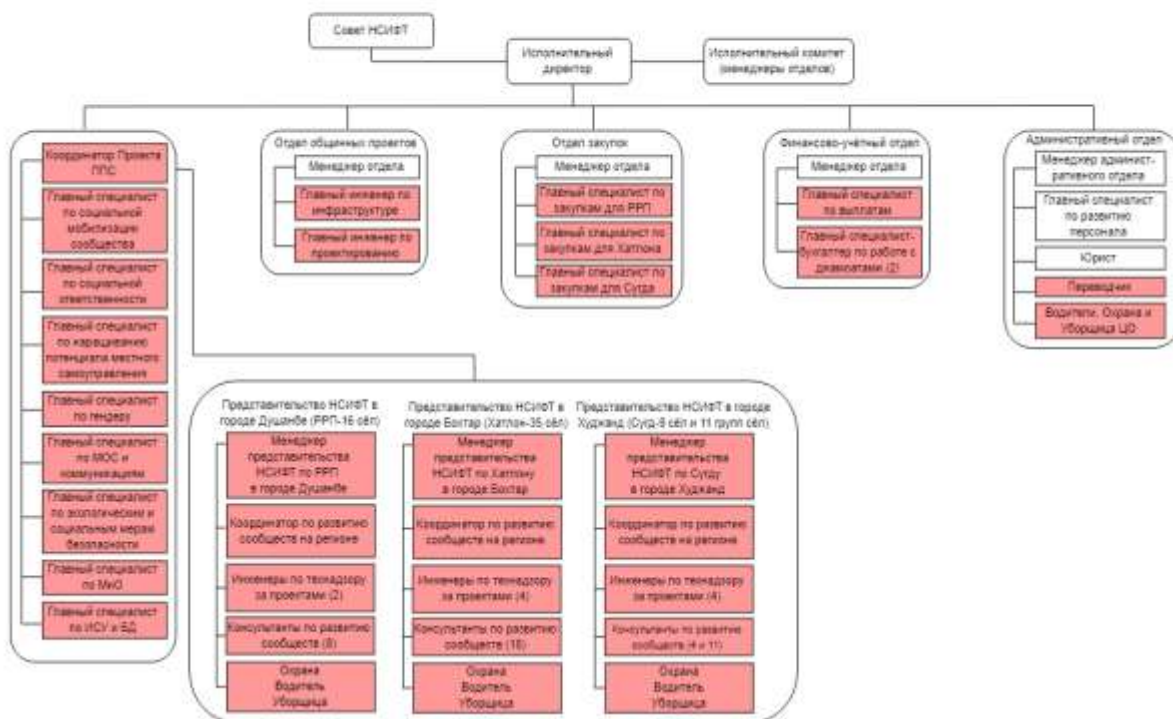 Совет НСИФТ
Исполнительный
директор
Исполнительный комитет
(менеджеры отделов)
Координатор Проекта
ППС
Главный специалист
по социальной
мобилизации
сообщества
Главный специалист
по социальной
ответственности
Главный специалист
по наращиванию
потенциала местного
самоуправления
Главный специалист
по гендеру
Главный специалист
по МОС и
коммуникациям
Главный специалист
по экологическим и
социальным мерам
безопасности
Главный специалист
по МиО
Главный специалист
по ИСУ и БД
Отдел общинных проектов
Менеджер отдела
Главный инженер по
инфраструктуре
Главный инженер по
проектированию
Отдел закупок
Менеджер отдела
Главный специалист по
закупкам для РРП
Главный специалист по
закупкам для Хатлона
Главный специалист по
закупкам для Сугда
Финансово-учётный отдел
Менеджер отдела
Главный специалист
по выплатам
Главный специалист-
бухгалтер по работе с
джамоатами (2)
Административный отдел
Менеджер админист-
ративного отдела
Главный специалист
по развитию
персонала
Юрист
Переводчик
Водители, Охрана и
Уборщица ЦО
Представительство НСИФТ в
городе Душанбе (РРП-16 сёл)
Менеджер
представительства
НСИФТ по РРП
в городе Душанбе
Координатор по развитию
сообществ на регионе
Инженеры по технадзору
за проектами (2)
Консультанты по развитию
сообществ (8)
Охрана
Водитель
Уборщица
Представительство НСИФТ в
городе Бохтар (Хатлон-35 сёл)
Менеджер
представительства
НСИФТ по Хатлону
в городе Бохтар
Координатор по развитию
сообществ на регионе
Инженеры по технадзору
за проектами (4)
Консультанты по развитию
сообществ (18)
Охрана
Водитель
Уборщица
Представительство НСИФТ в городе
Худжанд (Сугд-9 сёл и 11 групп сёл)
Менеджер
представительства
НСИФТ по Сугду
в городе Худжанд
Координатор по развитию
сообществ на регионе
Инженеры по технадзору
за проектами (4)
Консультанты по развитию
сообществ (4 и 11)
Охрана
Водитель
Уборщица